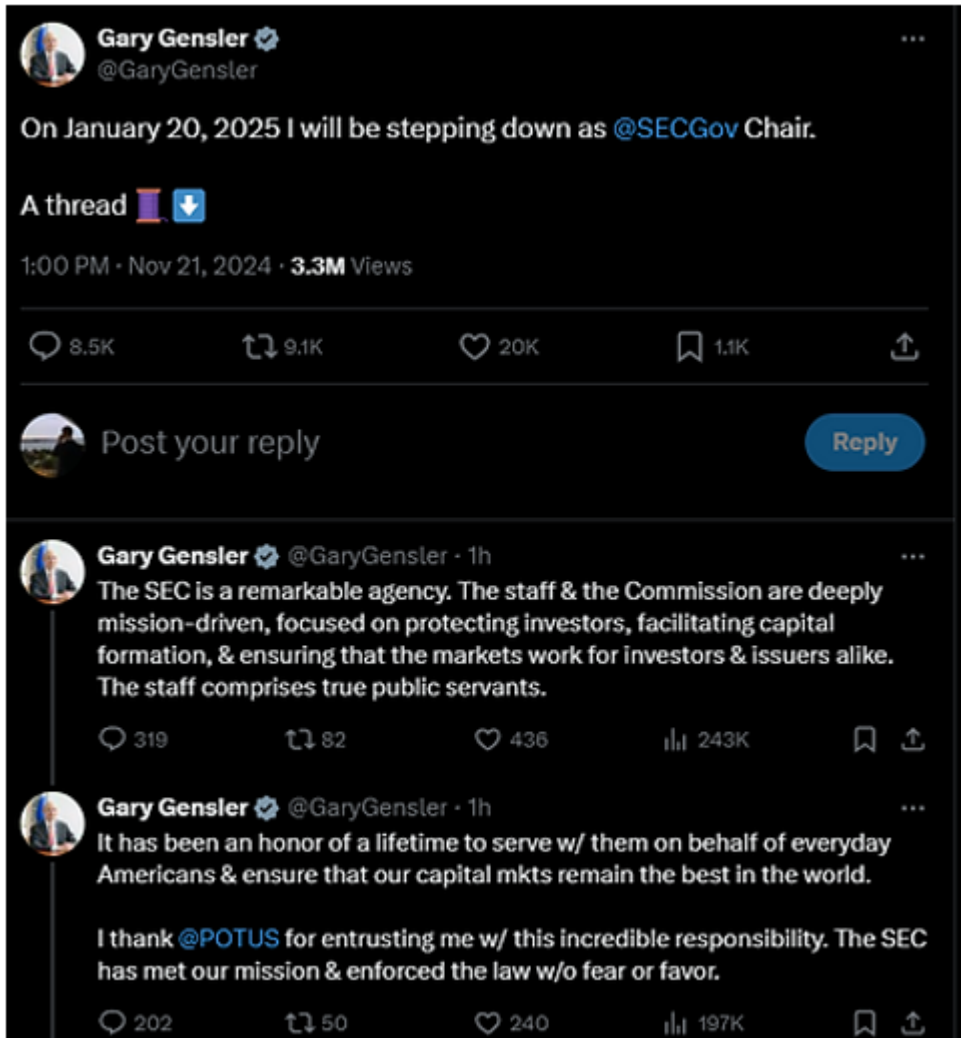 Gary Gensler
@GaryGensler
On January 20, 2025 I will be stepping down as @SECGov Chair.
A thread 🧵 ⬇️
1:00 PM · Nov 21, 2024 · 3.3M Views
8.5K 9.1K 20K 1.1K
Post your reply Reply
Gary Gensler @GaryGensler · 1h
The SEC is a remarkable agency. The staff & the Commission are deeply
mission-driven, focused on protecting investors, facilitating capital
formation, & ensuring that the markets work for investors & issuers alike.
The staff comprises true public servants.
319 82 436 243K
Gary Gensler @GaryGensler · 1h
It has been an honor of a lifetime to serve w/ them on behalf of everyday
Americans & ensure that our capital mkts remain the best in the world.
I thank @POTUS for entrusting me w/ this incredible responsibility. The SEC
has met our mission & enforced the law w/o fear or favor.
202 50 240 197K